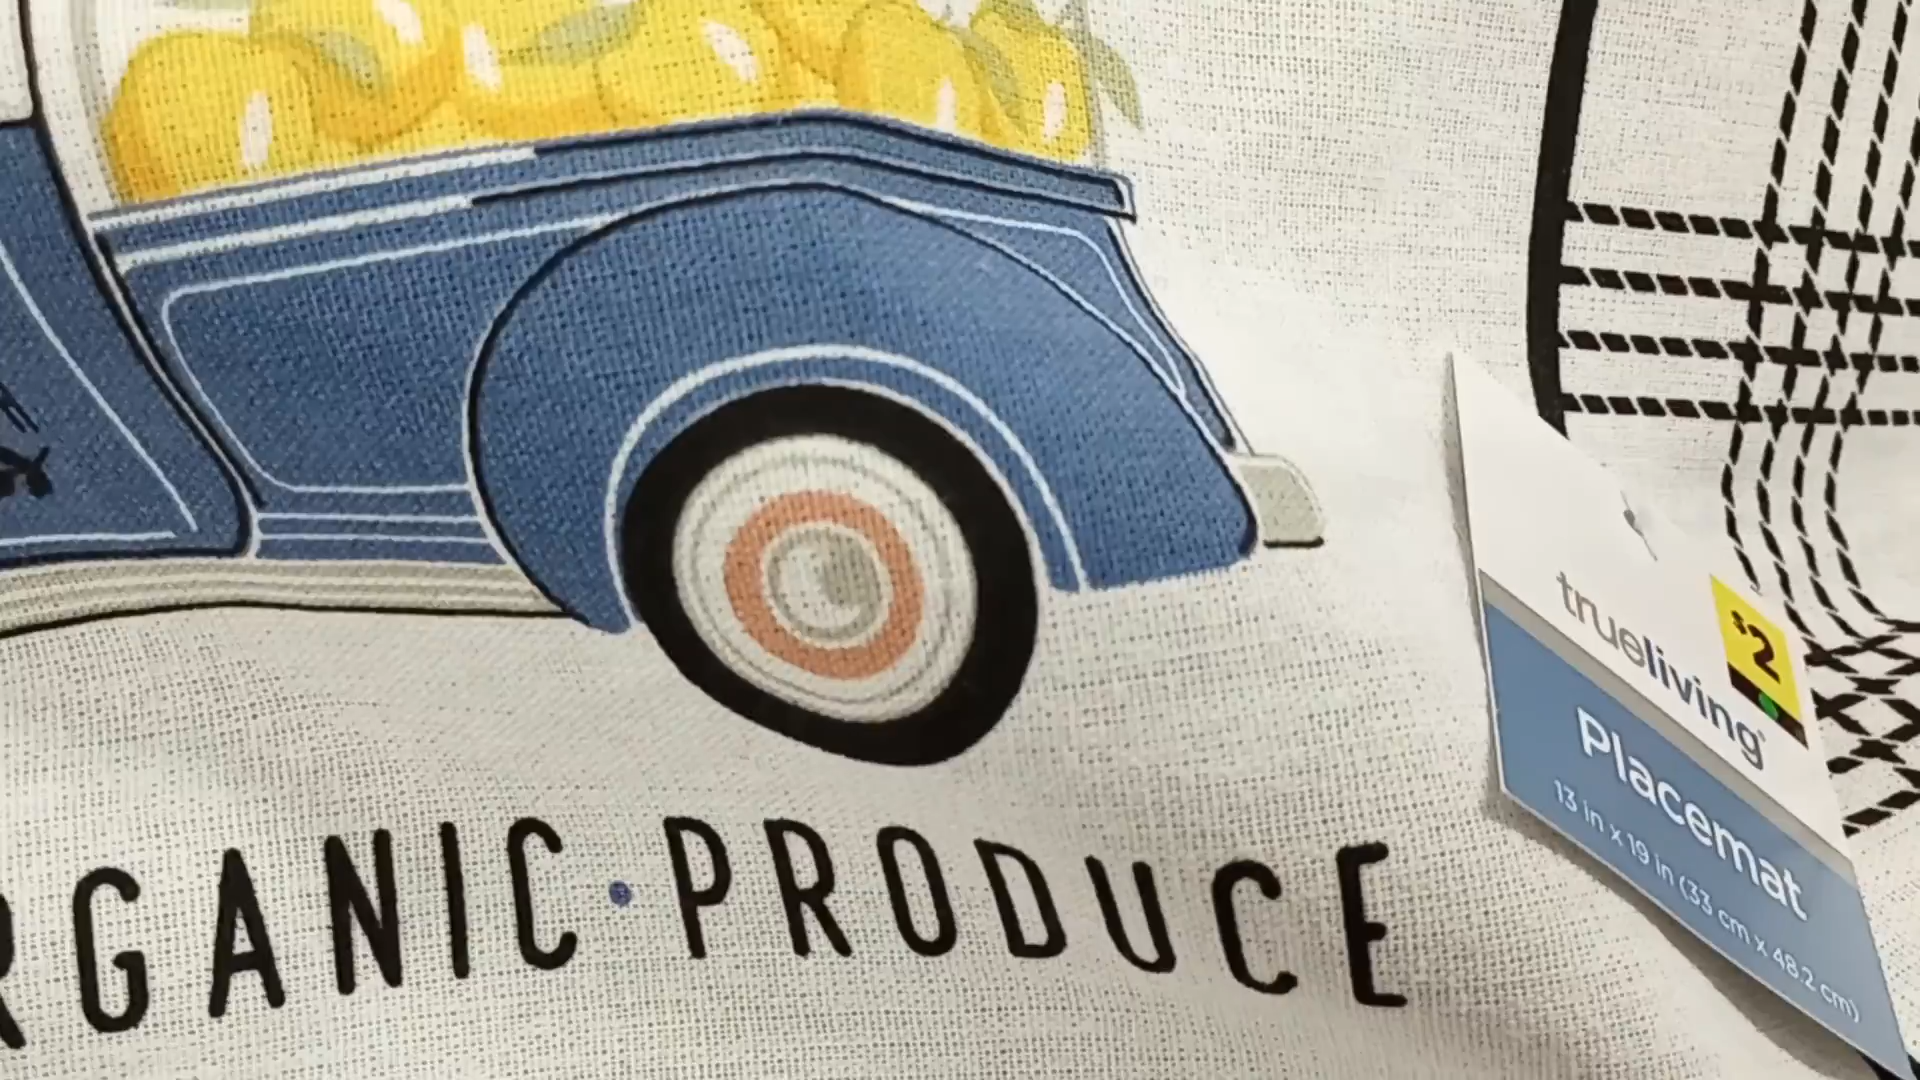 RGANIC • PRODUCE
trueliving
$2
Placemat
13 in x 19 in (33 cm x 48.2 cm)